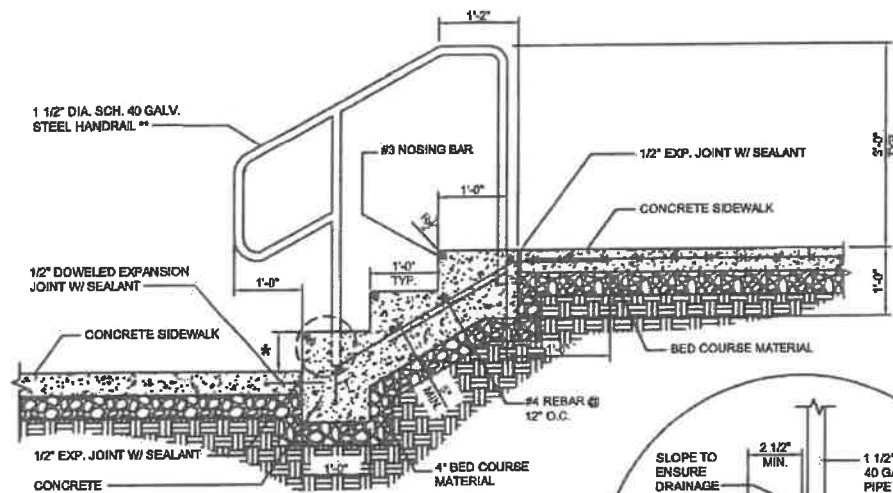 1'-2"
1 1/2" DIA. SCH. 40 GALV.
STEEL HANDRAIL **
#3 NOSING BAR
1/2" EXP. JOINT W/ SEALANT
3'-0"
TYP.
1'-0"
CONCRETE SIDEWALK
1/2" DOWELED EXPANSION
JOINT W/ SEALANT
1'-0"
1'-0"
TYP.
1'-0"
CONCRETE SIDEWALK
*
BED COURSE MATERIAL
MIN.
#4 REBAR @
12" O.C.
1/2" EXP. JOINT W/ SEALANT
1'-0"
4" BED COURSE
MATERIAL
CONCRETE
SLOPE TO
ENSURE
DRAINAGE
2 1/2"
MIN.
1 1/2"
PIPE